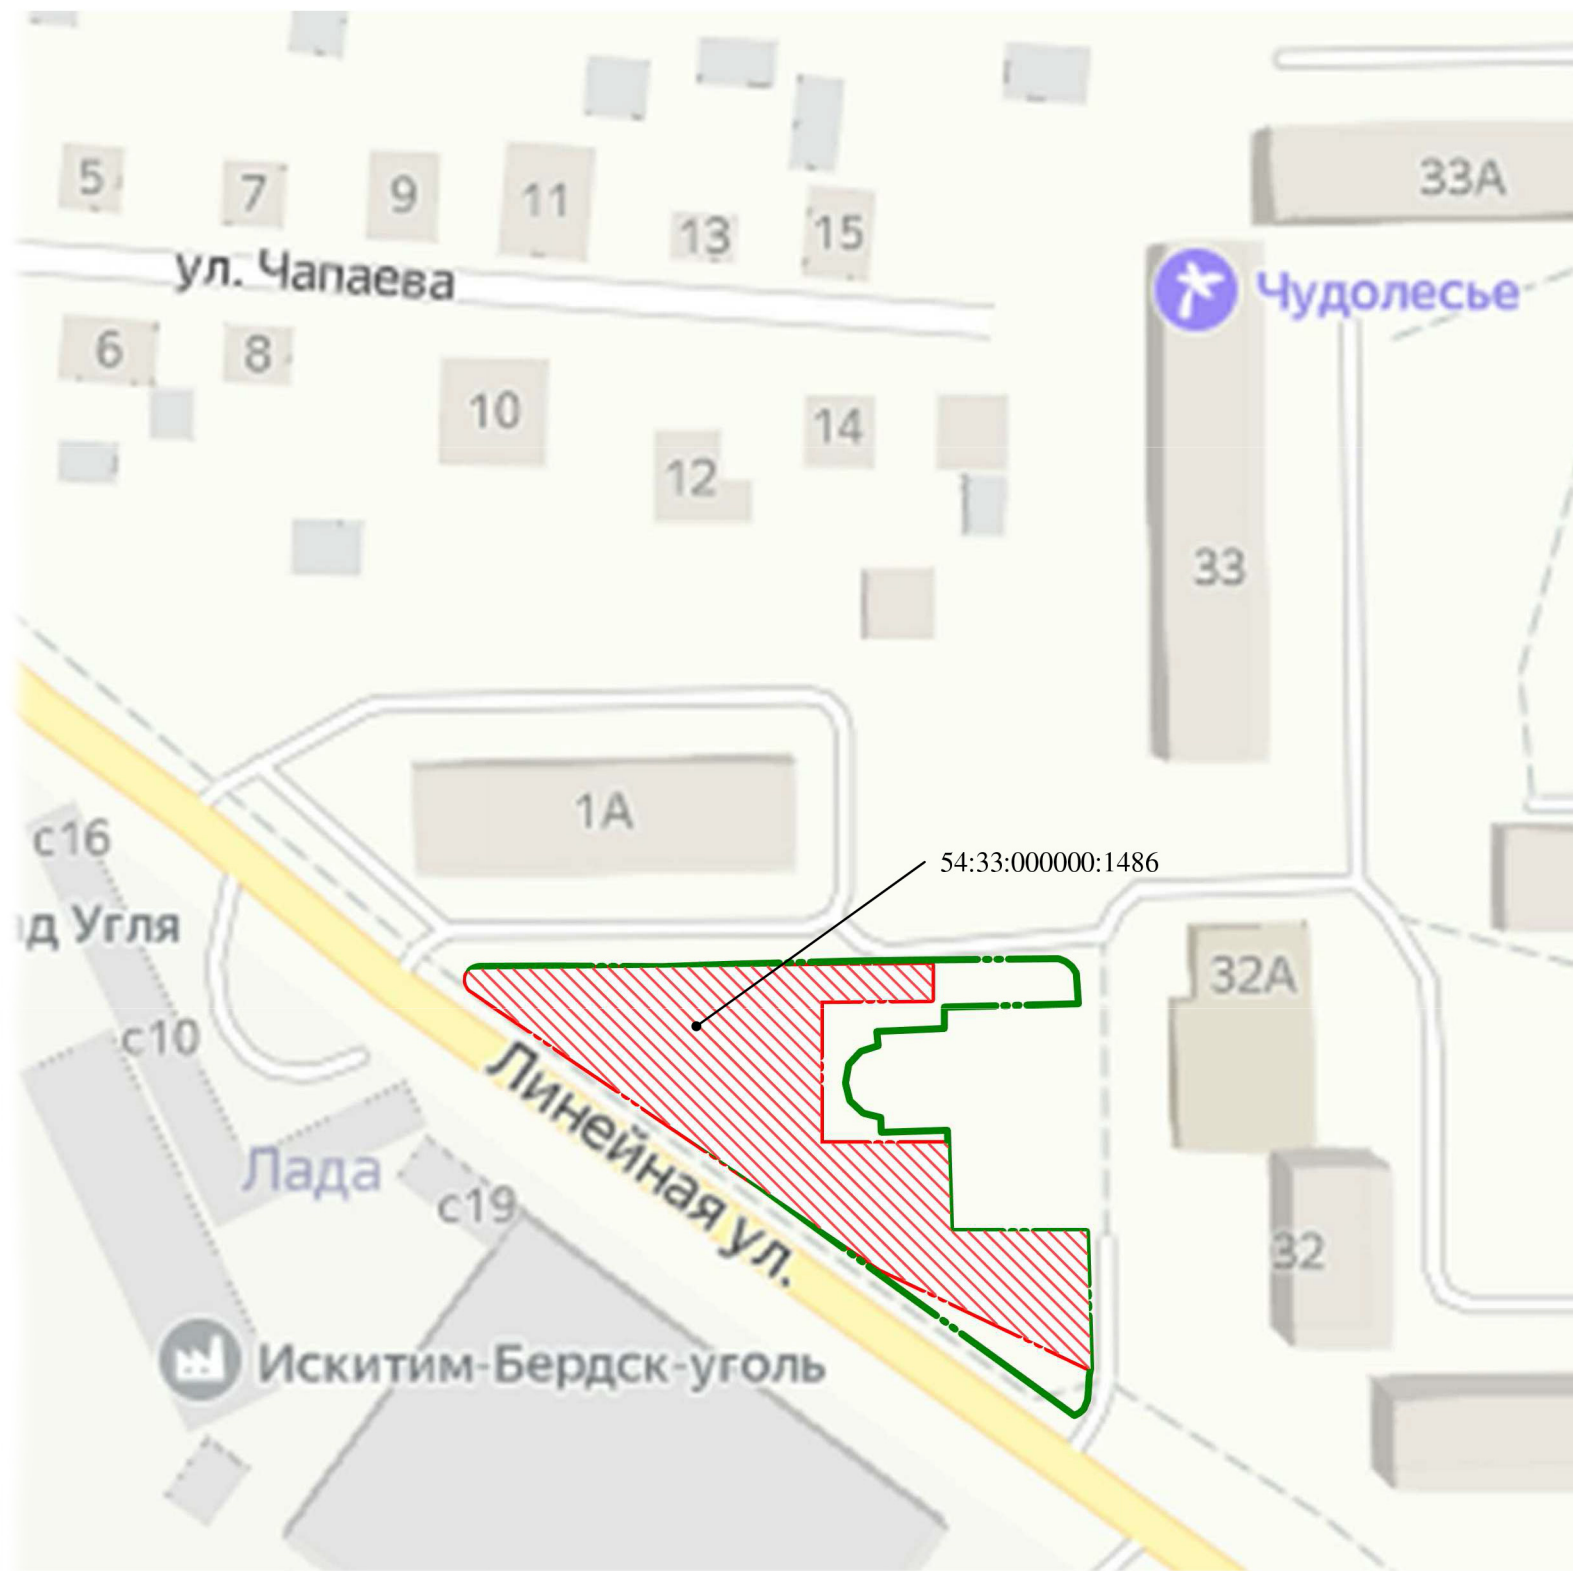 33А
5
7
9
11
13
15
ул. Чапаева
Чудолесье
6
8
10
12
14
33
1А
с16
54:33:000000:1486
д Угля
32А
с10
Линейная ул.
Лада
с19
32
Искитим-Бердск-уголь